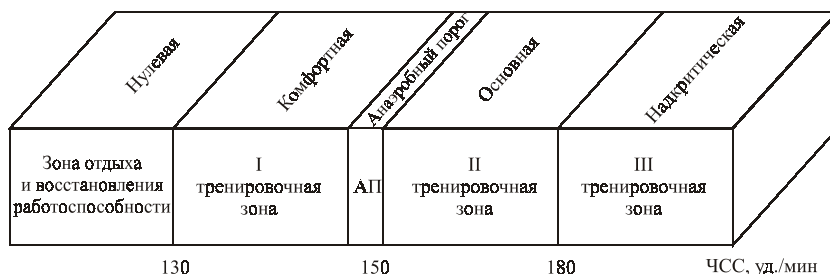 Нулевая
Комфортная
Анаэробный порог
Основная
Надкритическая
Зона отдыха
и восстановления
работоспособности
I
тренировочная
зона
АП
II
тренировочная
зона
III
тренировочная
зона
130
150
180
ЧСС, уд./мин